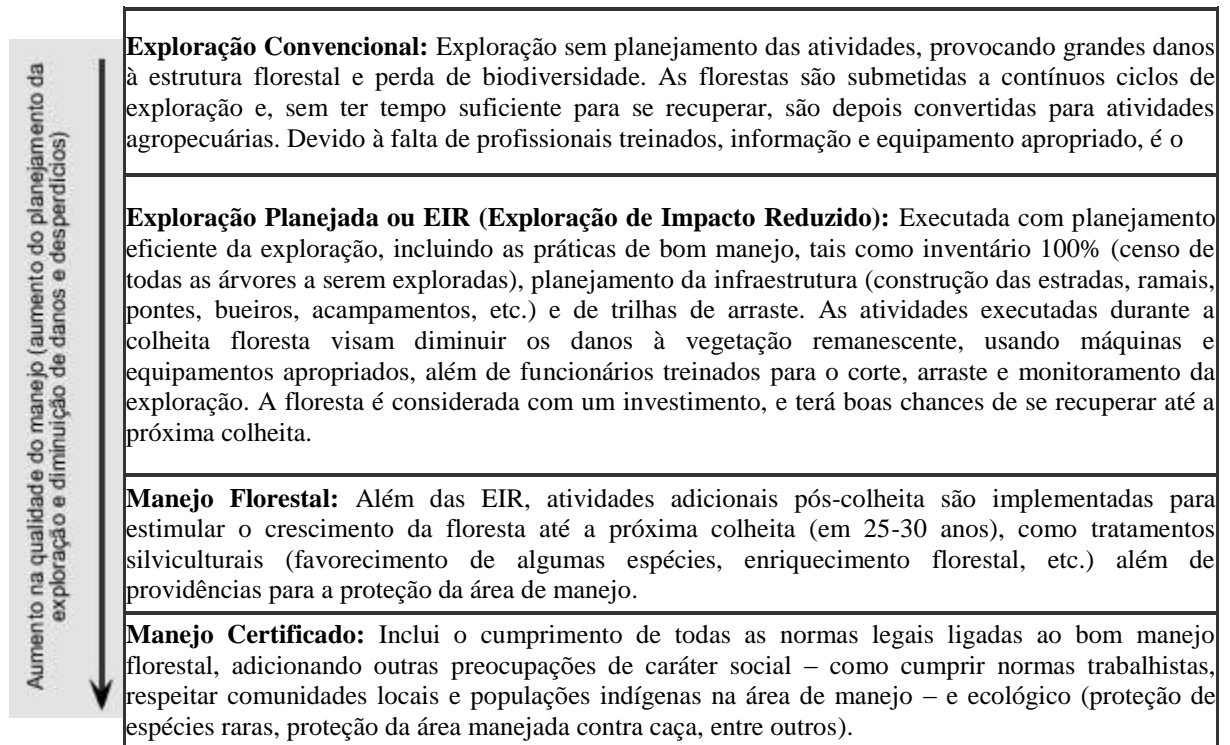 Aumento na qualidade do manejo (aumento do planejamento da
exploração e diminuição de danos e desperdícios)
Exploração Convencional: Exploração sem planejamento das atividades, provocando grandes danos
à estrutura florestal e perda de biodiversidade. As florestas são submetidas a contínuos ciclos de
exploração e, sem ter tempo suficiente para se recuperar, são depois convertidas para atividades
agropecuárias. Devido à falta de profissionais treinados, informação e equipamento apropriado, é o
Exploração Planejada ou EIR (Exploração de Impacto Reduzido): Executada com planejamento
eficiente da exploração, incluindo as práticas de bom manejo, tais como inventário 100% (censo de
todas as árvores a serem exploradas), planejamento da infraestrutura (construção das estradas, ramais,
pontes, bueiros, acampamentos, etc.) e de trilhas de arraste. As atividades executadas durante a
colheita floresta visam diminuir os danos à vegetação remanescente, usando máquinas e
equipamentos apropriados, além de funcionários treinados para o corte, arraste e monitoramento da
exploração. A floresta é considerada com um investimento, e terá boas chances de se recuperar até a
próxima colheita.
Manejo Florestal: Além das EIR, atividades adicionais pós-colheita são implementadas para
estimular o crescimento da floresta até a próxima colheita (em 25-30 anos), como tratamentos
silviculturais (favorecimento de algumas espécies, enriquecimento florestal, etc.) além de
providências para a proteção da área de manejo.
Manejo Certificado: Inclui o cumprimento de todas as normas legais ligadas ao bom manejo
florestal, adicionando outras preocupações de caráter social – como cumprir normas trabalhistas,
respeitar comunidades locais e populações indígenas na área de manejo – e ecológico (proteção de
espécies raras, proteção da área manejada contra caça, entre outros).